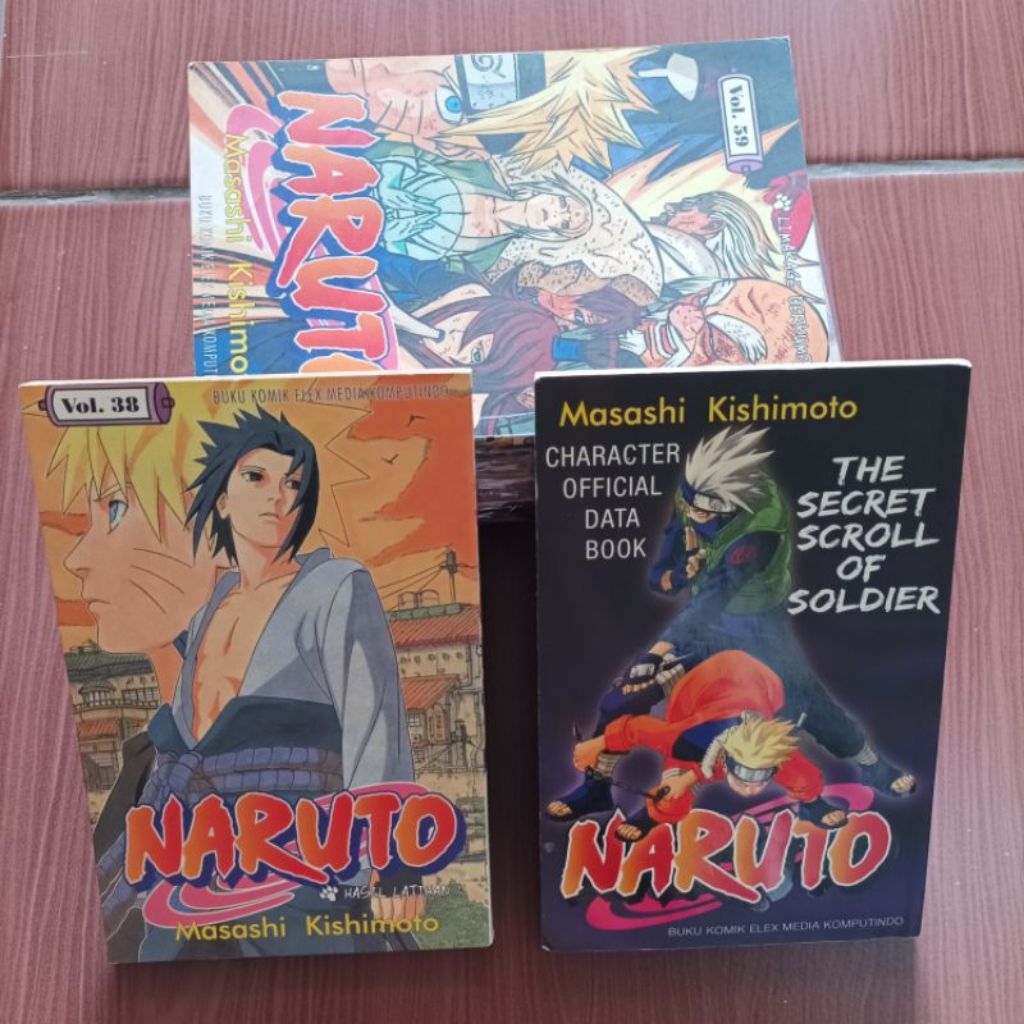 Vol. 59
NARUTO
Masashi Kishimo
Vol. 38
BUKU KOMIK ELEX MEDIA KOMPUTINDO
NARUTO
HASIL LATIHAN
Masashi Kishimoto
Masashi Kishimoto
CHARACTER
OFFICIAL
DATA
BOOK
THE
SECRET
SCROLL
OF
SOLDIER
NARUTO
BUKU KOMIK ELEX MEDIA KOMPUTINDO